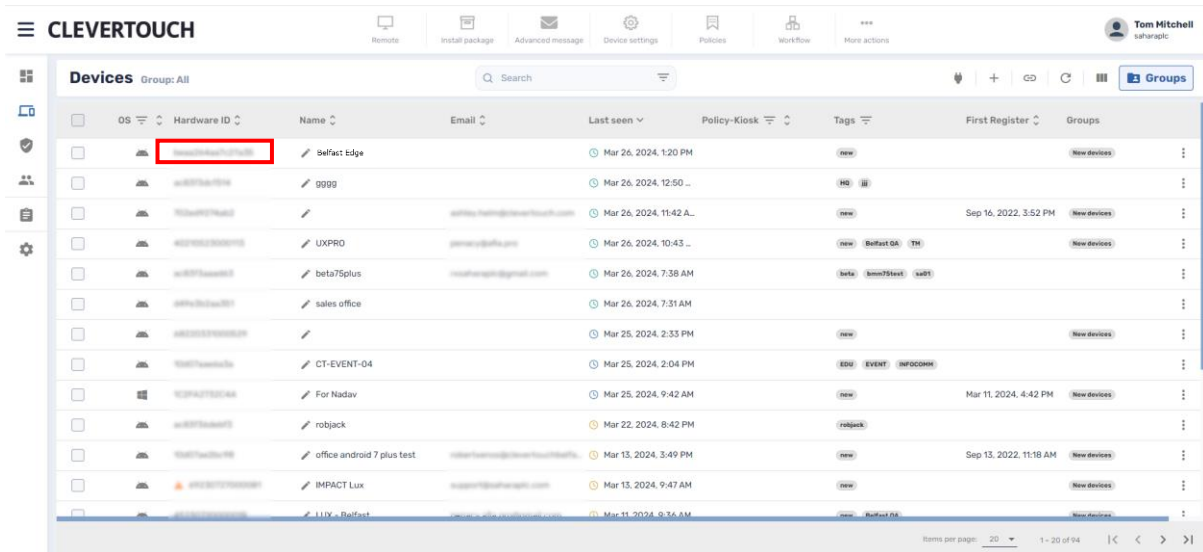 CLEVERTOUCH
Remote Install package Advanced message Device settings Policies Workflow More actions
Tom Mitchell
saharaplc
Devices Group: All Search Groups
OS Hardware ID Name Email Last seen Policy-Kiosk Tags First Register Groups
Belfast Edge Mar 26, 2024, 1:20 PM new New devices
gggg Mar 26, 2024, 12:50 ... HQ jjj
Mar 26, 2024, 11:42 A... new Sep 16, 2022, 3:52 PM New devices
UXPRO Mar 26, 2024, 10:43 ... new Belfast QA TM New devices
beta75plus Mar 26, 2024, 7:38 AM beta bmm75test sa01
sales office Mar 26, 2024, 7:31 AM
Mar 25, 2024, 2:33 PM new New devices
CT-EVENT-04 Mar 25, 2024, 2:04 PM EDU EVENT INFOCOMM
For Nadav Mar 25, 2024, 9:42 AM new Mar 11, 2024, 4:42 PM New devices
robjack Mar 22, 2024, 8:42 PM robjack
office android 7 plus test Mar 13, 2024, 3:49 PM new Sep 13, 2022, 11:18 AM New devices
IMPACT Lux Mar 13, 2024, 9:47 AM new New devices
LUX - Belfast Mar 11, 2024, 9:36 AM new Belfast QA New devices
Items per page: 20 1 - 20 of 94